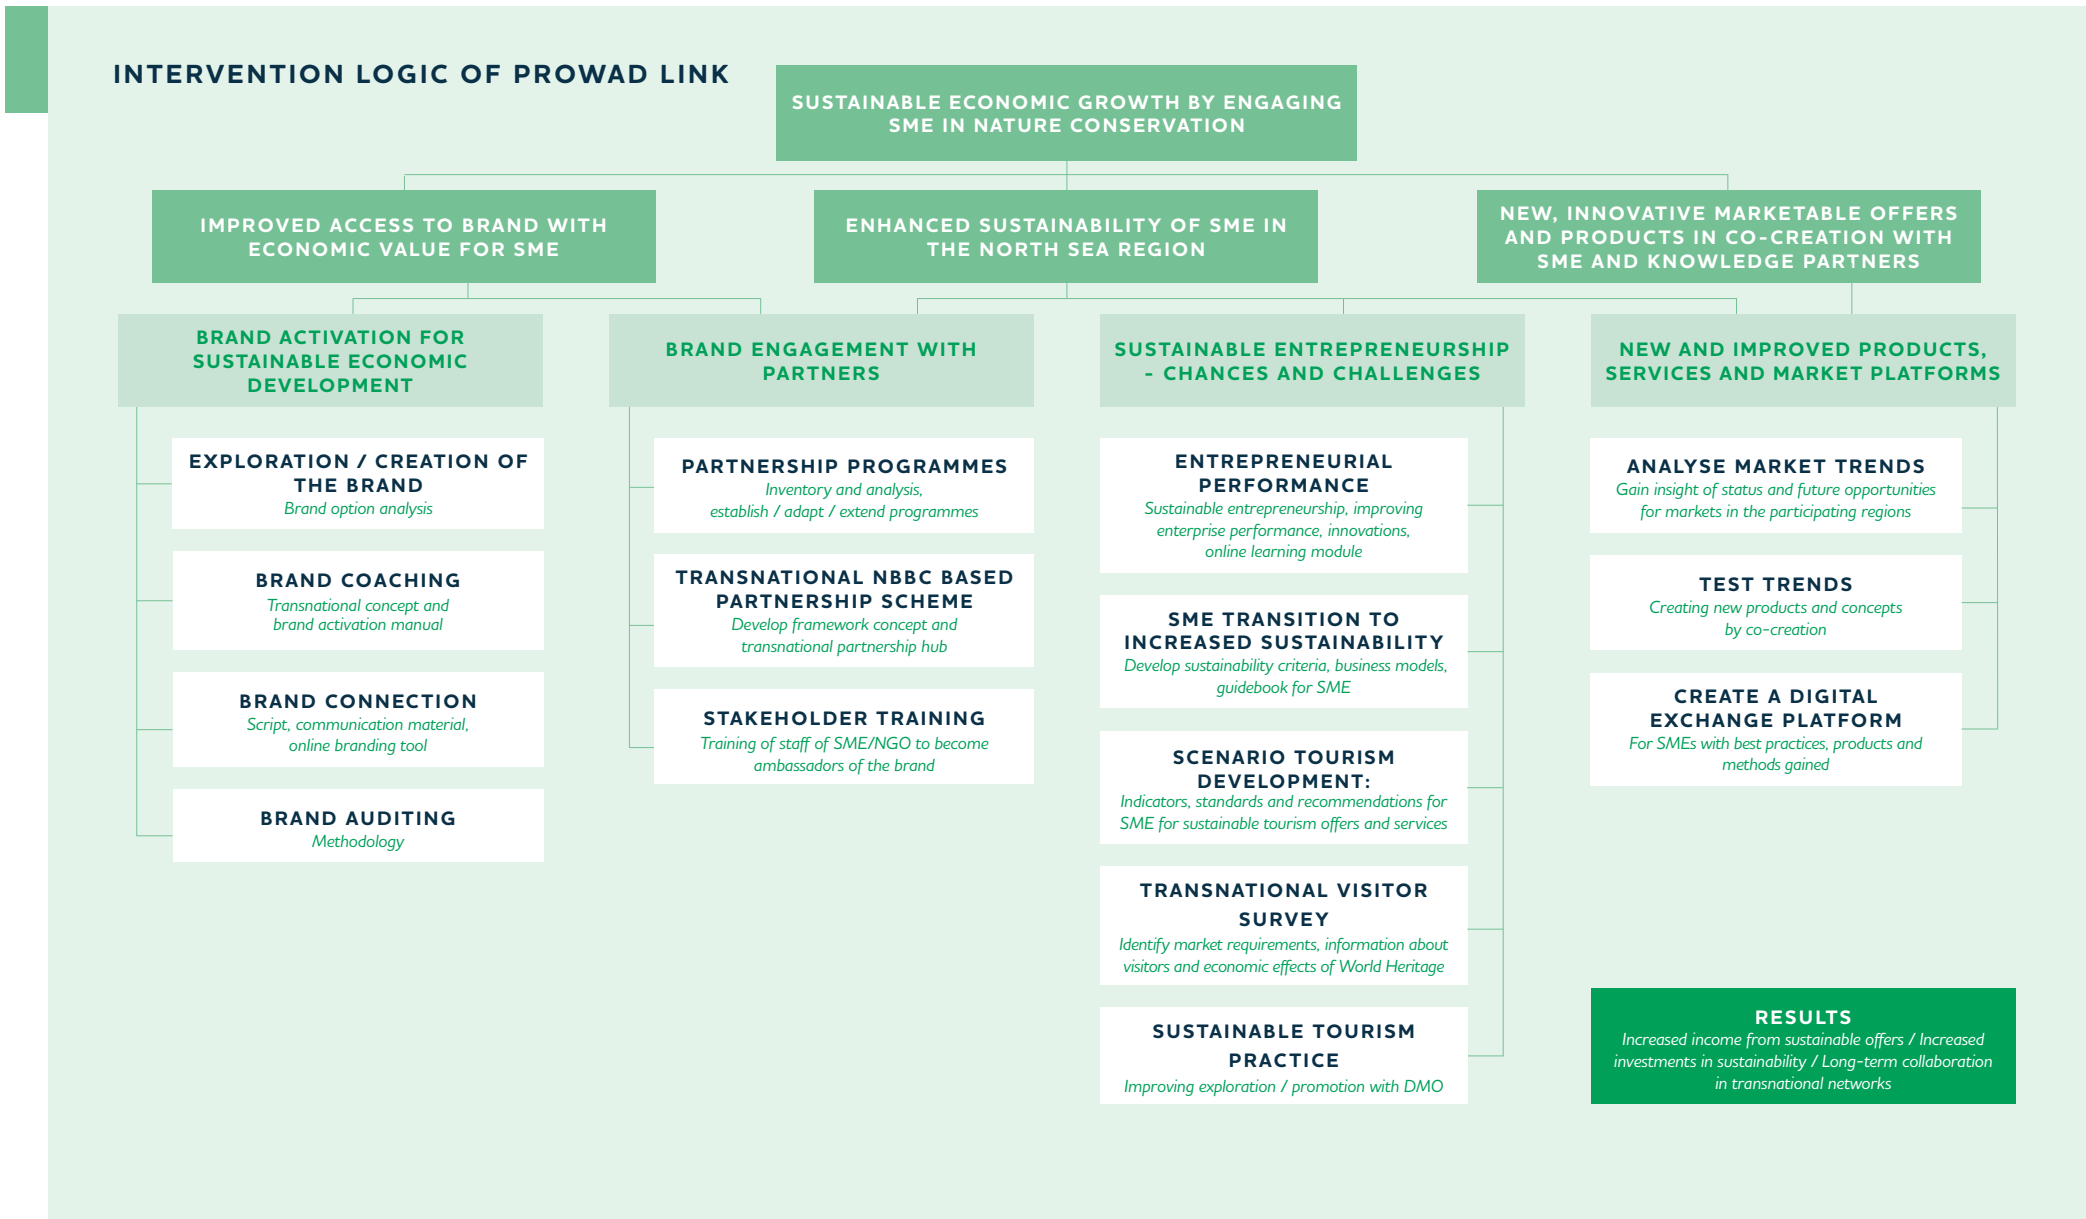 INTERVENTION LOGIC OF PROWAD LINK
SUSTAINABLE ECONOMIC GROWTH BY ENGAGING
SME IN NATURE CONSERVATION
IMPROVED ACCESS TO BRAND WITH
ECONOMIC VALUE FOR SME
ENHANCED SUSTAINABILITY OF SME IN
THE NORTH SEA REGION
NEW, INNOVATIVE MARKETABLE OFFERS
AND PRODUCTS IN CO-CREATION WITH
SME AND KNOWLEDGE PARTNERS
BRAND ACTIVATION FOR
SUSTAINABLE ECONOMIC
DEVELOPMENT
EXPLORATION / CREATION OF
THE BRAND
Brand option analysis
BRAND COACHING
Transnational concept and
brand activation manual
BRAND CONNECTION
Script, communication material,
online branding tool
BRAND AUDITING
Methodology
BRAND ENGAGEMENT WITH
PARTNERS
PARTNERSHIP PROGRAMMES
Inventory and analysis,
establish / adapt / extend programmes
TRANSNATIONAL NBBC BASED
PARTNERSHIP SCHEME
Develop framework concept and
transnational partnership hub
STAKEHOLDER TRAINING
Training of staff of SME/NGO to become
ambassadors of the brand
SUSTAINABLE ENTREPRENEURSHIP
- CHANCES AND CHALLENGES
ENTREPRENEURIAL
PERFORMANCE
Sustainable entrepreneurship, improving
enterprise performance, innovations,
online learning module
SME TRANSITION TO
INCREASED SUSTAINABILITY
Develop sustainability criteria, business models,
guidebook for SME
SCENARIO TOURISM
DEVELOPMENT:
Indicators, standards and recommendations for
SME for sustainable tourism offers and services
TRANSNATIONAL VISITOR
SURVEY
Identify market requirements, information about
visitors and economic effects of World Heritage
SUSTAINABLE TOURISM
PRACTICE
Improving exploration / promotion with DMO
NEW AND IMPROVED PRODUCTS,
SERVICES AND MARKET PLATFORMS
ANALYSE MARKET TRENDS
Gain insight of status and future opportunities
for markets in the participating regions
TEST TRENDS
Creating new products and concepts
by co-creation
CREATE A DIGITAL
EXCHANGE PLATFORM
For SMEs with best practices, products and
methods gained
RESULTS
Increased income from sustainable offers / Increased
investments in sustainability / Long-term collaboration
in transnational networks